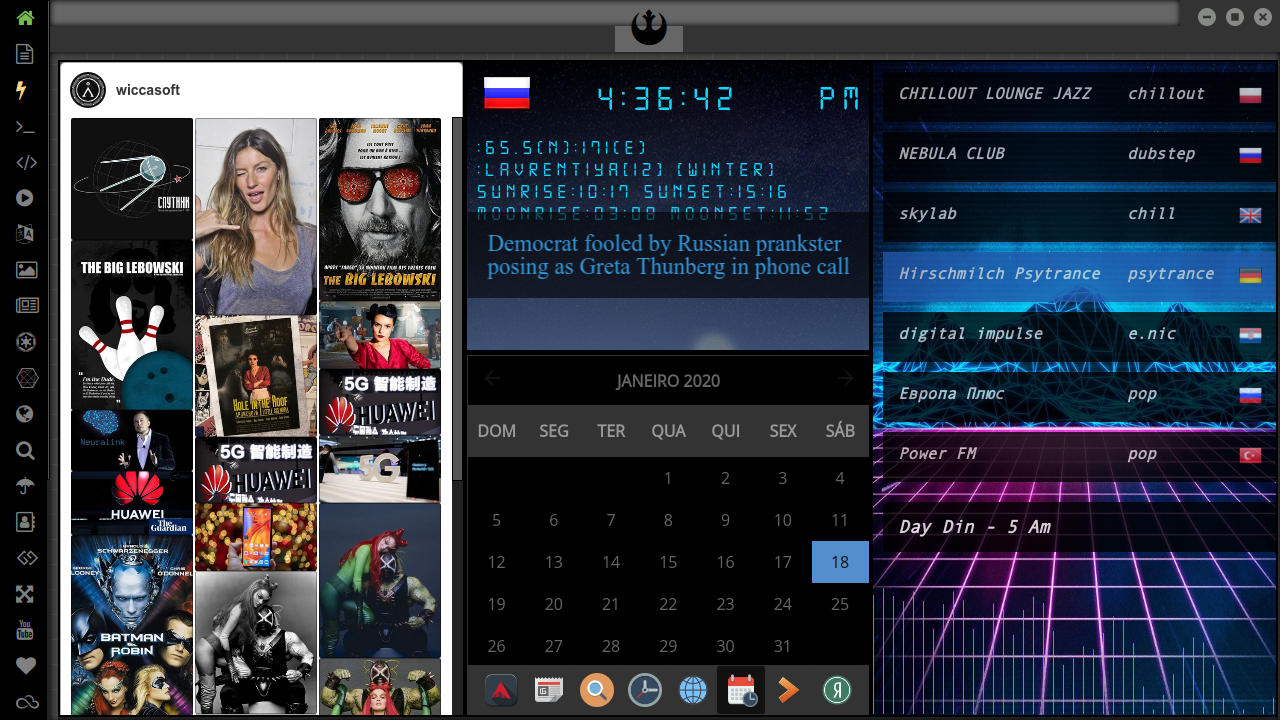 wiccasoft
СПУТНИК
THE BIG LEBOWSKI
THE BIG LEBOWSKI
HOLE IN THE ROOF
5G 智能制造
HUAWEI
Neuralink
5G 智能制造
HUAWEI
5G
HUAWEI
The Guardian
ARNOLD SCHWARZENEGGER
GEORGE CLOONEY
CHRIS O'DONNELL
BATMAN & ROBIN
4:36:42 PM
:65.5(N):171(E)
:LAVRENTIYA(12) (WINTER)
SUNRISE:10:17 SUNSET:15:16
MOONRISE:03:08 MOONSET:11:52
Democrat fooled by Russian prankster
posing as Greta Thunberg in phone call
JANEIRO 2020
DOM SEG TER QUA QUI SEX SÁB
1 2 3 4
5 6 7 8 9 10 11
12 13 14 15 16 17 18
19 20 21 22 23 24 25
26 27 28 29 30 31
CHILLOUT LOUNGE JAZZ chillout
NEBULA CLUB dubstep
skylab chill
Hirschmilch Psytrance psytrance
digital impulse e.nic
Европа Плюс pop
Power FM pop
Day Din - 5 Am
You Tube